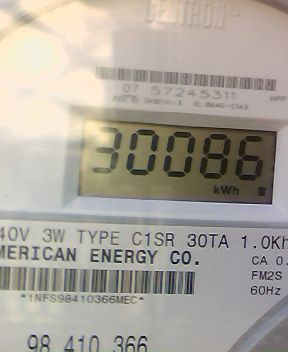 CENTRON
07 57245311
30086
kWh
40V 3W TYPE C1SR 30TA 1.0Kh
MERICAN ENERGY CO.
CA 0.
FM2S
*1NFS98410366MEC*
60Hz
98 410 366